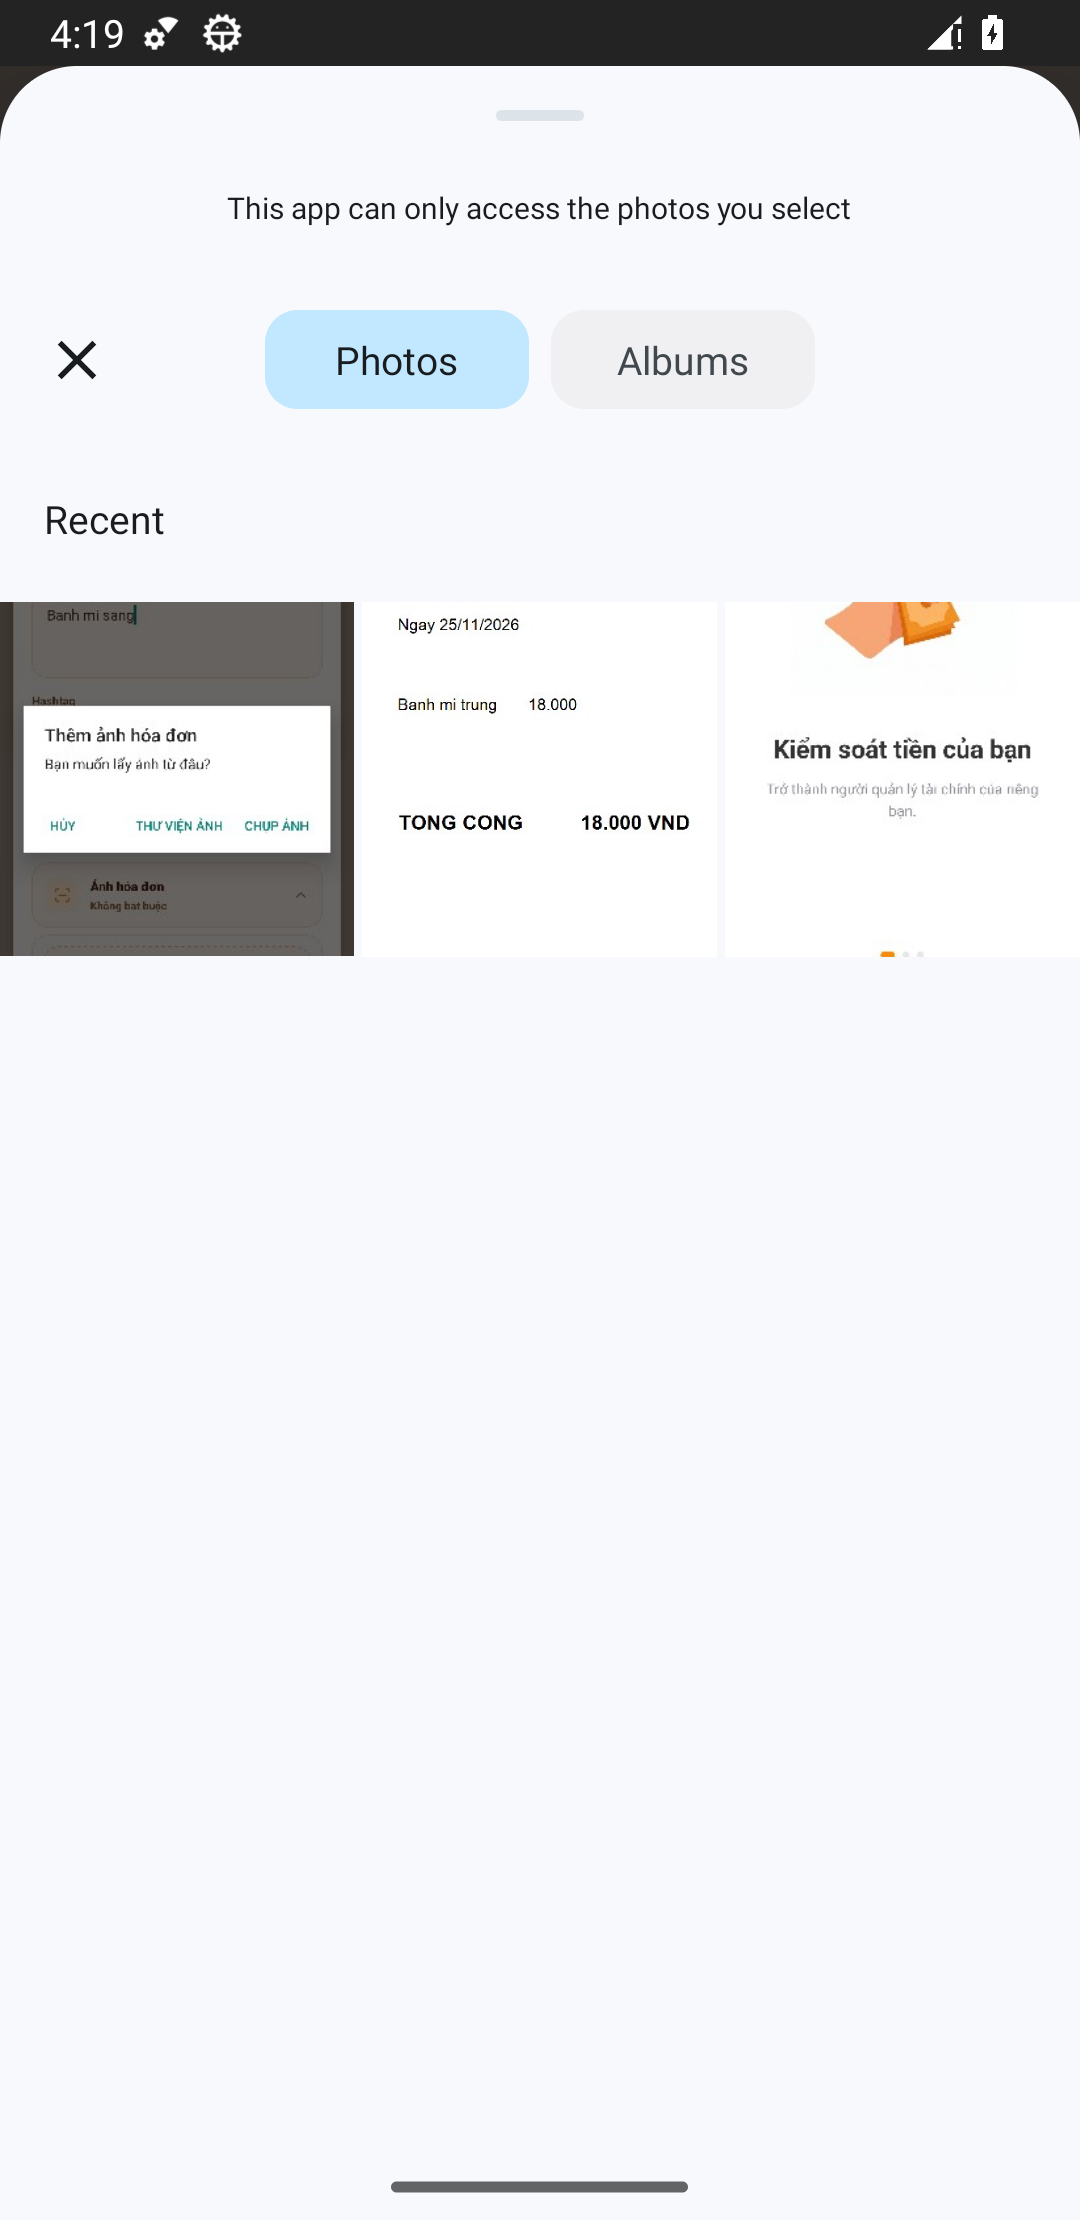 4:19
This app can only access the photos you select
Photos
Albums
Recent
Banh mi sang
Hashtag
Thêm ảnh hóa đơn
Bạn muốn lấy ảnh từ đâu?
HỦY
THƯ VIỆN ẢNH
CHỤP ẢNH
Ảnh hóa đơn
Không bắt buộc
Ngay 25/11/2026
Banh mi trung 18.000
TONG CONG 18.000 VND
Kiểm soát tiền của bạn
Trở thành người quản lý tài chính của riêng
bạn.